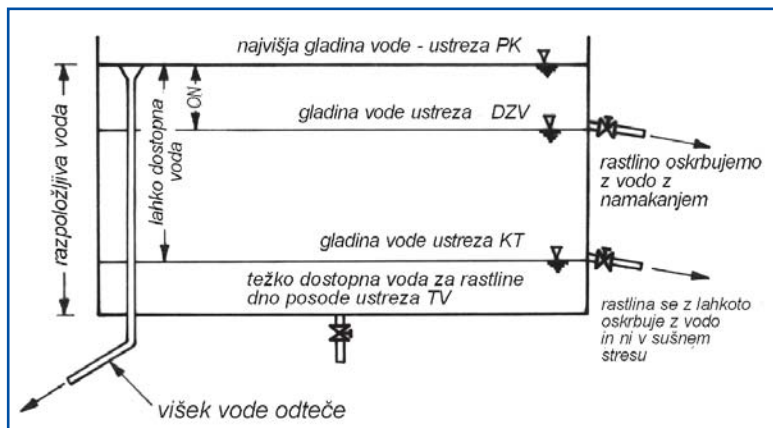 najvišja gladina vode - ustreza PK
razpoložljiva voda
lahko dostopna
voda
ON
gladina vode ustreza DZV
rastlino oskrbujemo
z vodo z
namakanjem
gladina vode ustreza KT
težko dostopna voda za rastline
dno posode ustreza TV
rastlina se z lahkoto
oskrbuje z vodo
in ni v sušnem
stresu
višek vode odteče